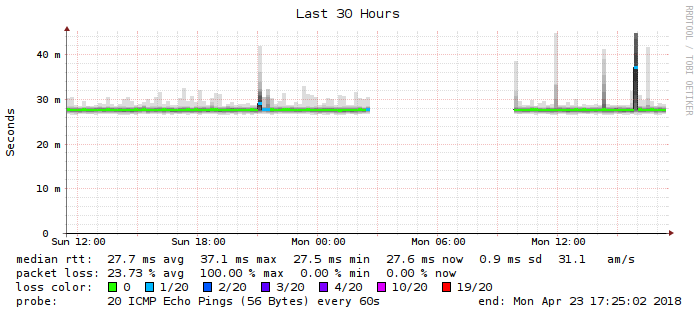 Last 30 Hours
RRDTOOL / TOBI OETIKER
Seconds
40 m
30 m
20 m
10 m
0
Sun 12:00 Sun 18:00 Mon 00:00 Mon 06:00 Mon 12:00
median rtt: 27.7 ms avg 37.1 ms max 27.5 ms min 27.6 ms now 0.9 ms sd 31.1 am/s
packet loss: 23.73 % avg 100.00 % max 0.00 % min 0.00 % now
loss color: 0 1/20 2/20 3/20 4/20 10/20 19/20
probe: 20 ICMP Echo Pings (56 Bytes) every 60s end: Mon Apr 23 17:25:02 2018